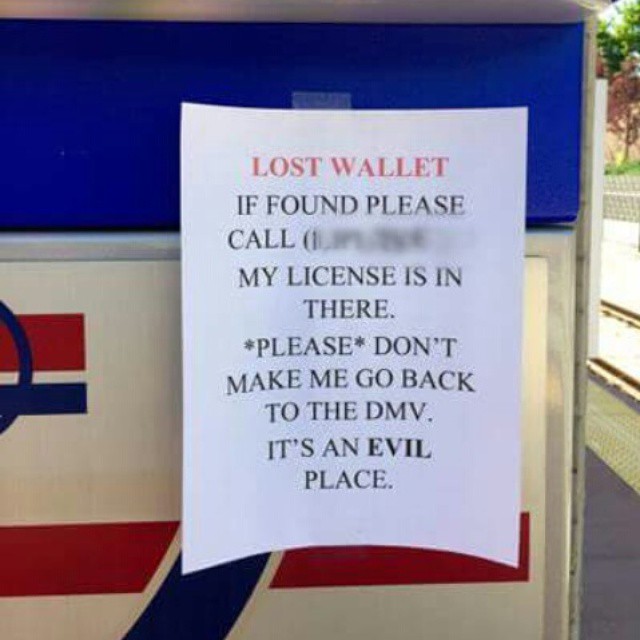 LOST WALLET
IF FOUND PLEASE
CALL (
MY LICENSE IS IN
THERE.
*PLEASE* DON'T
MAKE ME GO BACK
TO THE DMV.
IT'S AN EVIL
PLACE.